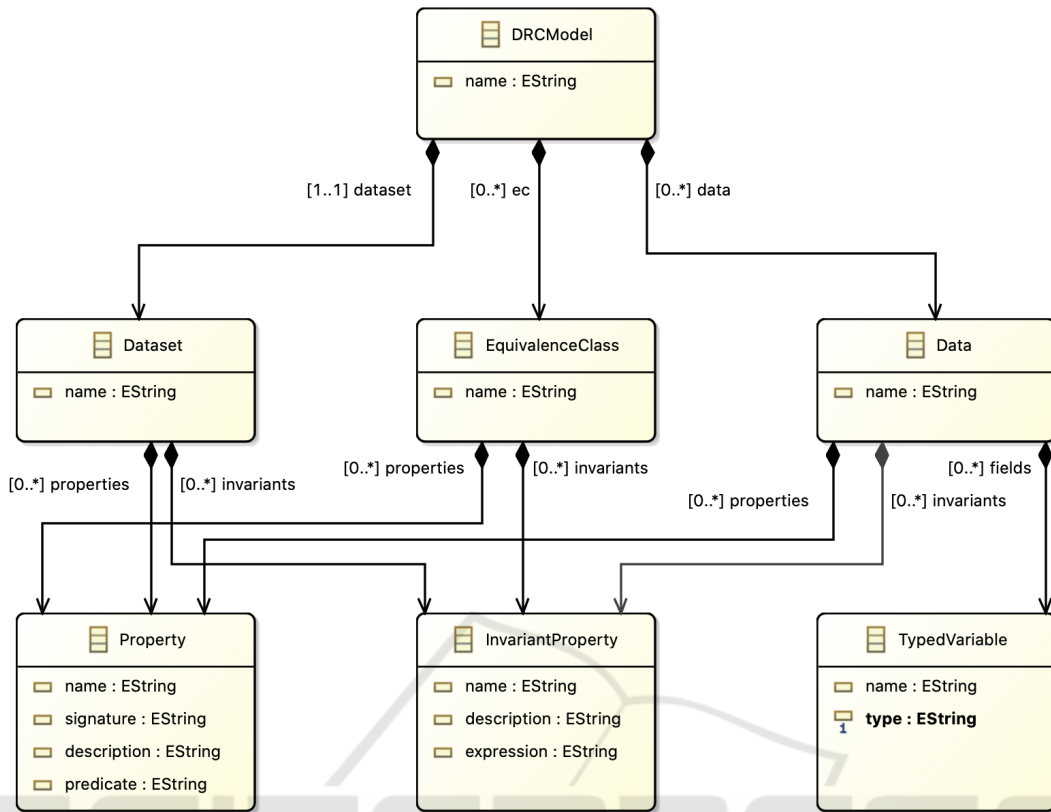 DRCModel
name : EString
[1..1] dataset
[0..*] ec
[0..*] data
Dataset
name : EString
EquivalenceClass
name : EString
Data
name : EString
[0..*] properties
[0..*] invariants
[0..*] properties
[0..*] invariants
[0..*] properties
[0..*] invariants
[0..*] fields
Property
name : EString
signature : EString
description : EString
predicate : EString
InvariantProperty
name : EString
description : EString
expression : EString
TypedVariable
name : EString
1
type : EString